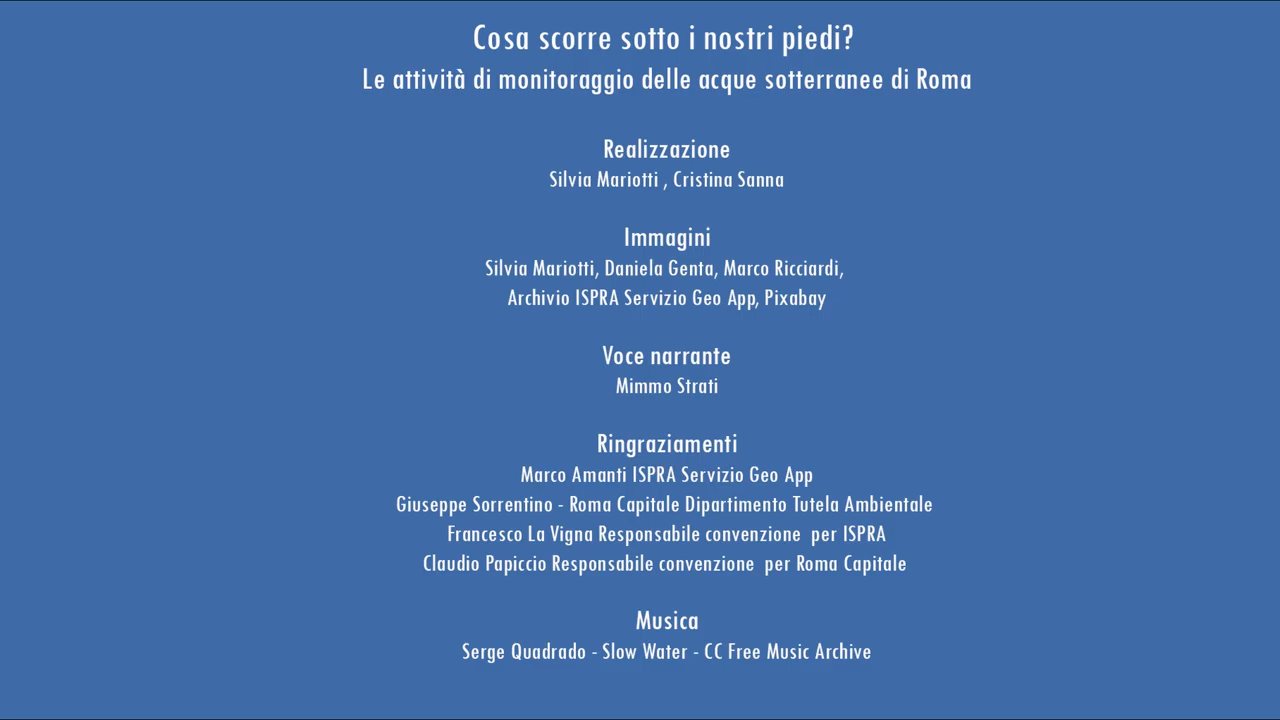 Cosa scorre sotto i nostri piedi?
Le attività di monitoraggio delle acque sotterranee di Roma
Realizzazione
Silvia Mariotti , Cristina Sanna
Immagini
Silvia Mariotti, Daniela Genta, Marco Ricciardi,
Archivio ISPRA Servizio Geo App, Pixabay
Voce narrante
Mimmo Strati
Ringraziamenti
Marco Amanti ISPRA Servizio Geo App
Giuseppe Sorrentino - Roma Capitale Dipartimento Tutela Ambientale
Francesco La Vigna Responsabile convenzione  per ISPRA
Claudio Papiccio Responsabile convenzione  per Roma Capitale
Musica
Serge Quadrado - Slow Water - CC Free Music Archive